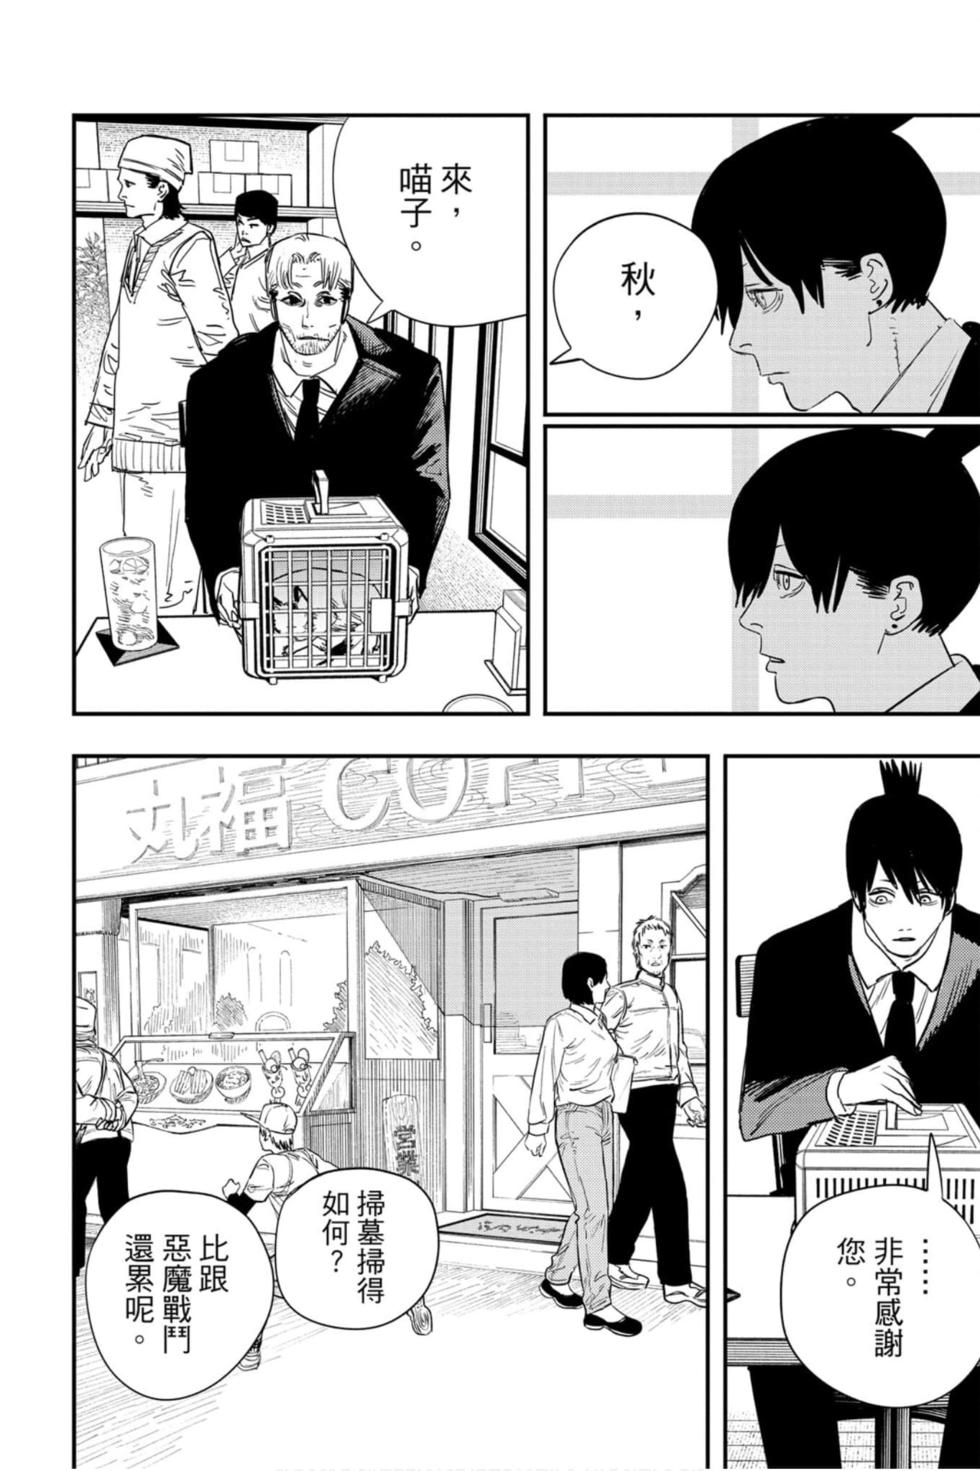 秋，
來，
喵子。
……
非常感謝
您。
丸福 COFFE
營業
掃墓掃得
如何？
比跟
惡魔戰鬥
還累呢。